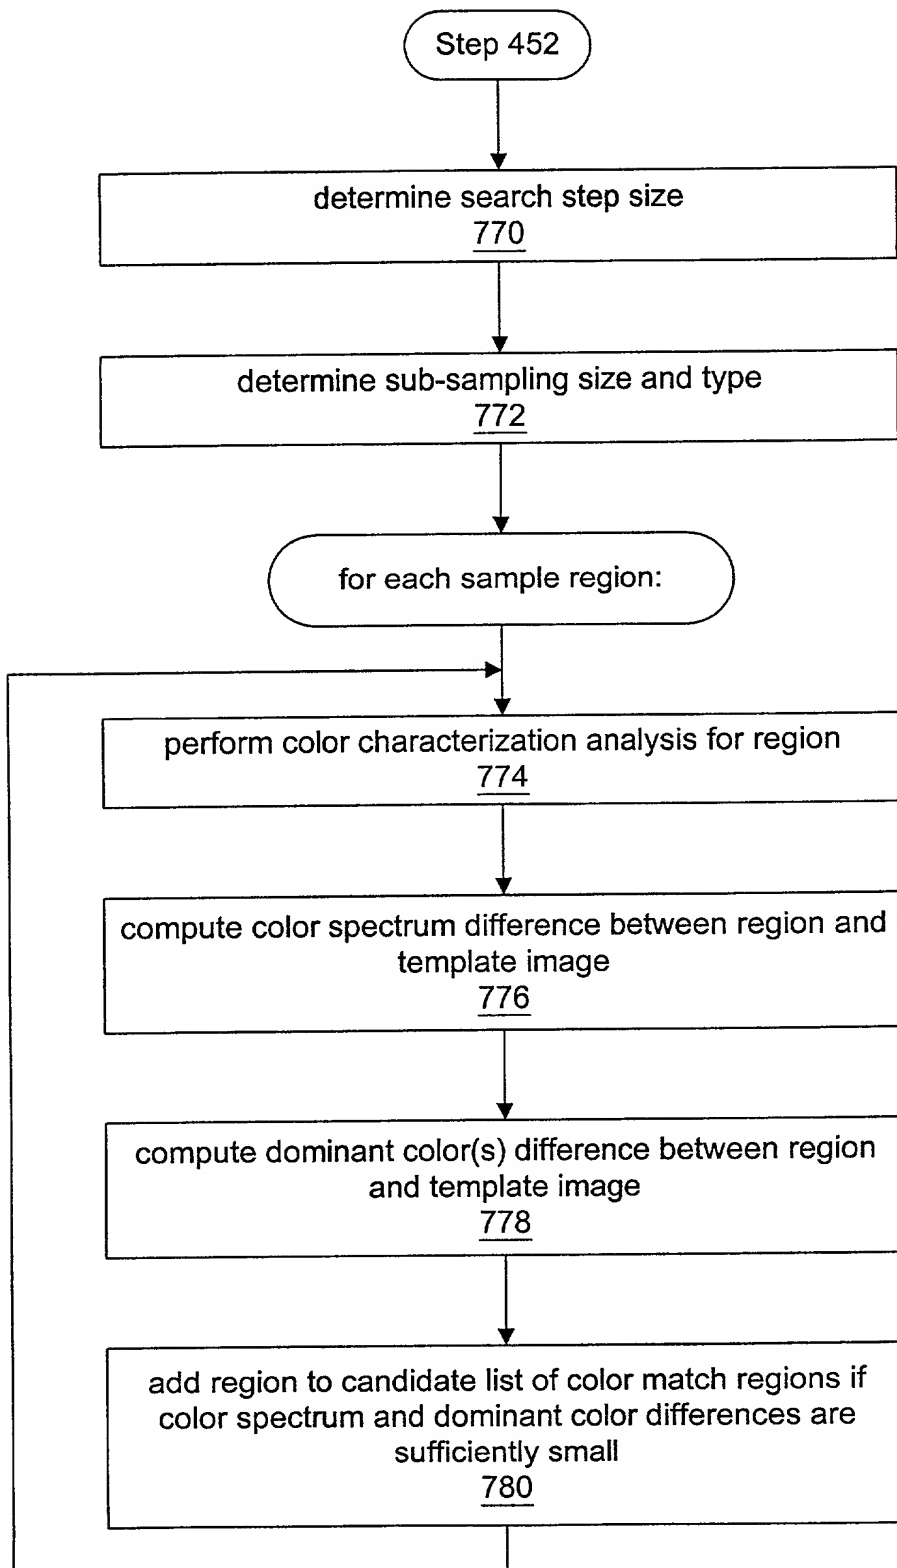 Step 452
determine search step size
770
determine sub-sampling size and type
772
for each sample region:
perform color characterization analysis for region
774
compute color spectrum difference between region and
template image
776
compute dominant color(s) difference between region
and template image
778
add region to candidate list of color match regions if
color spectrum and dominant color differences are
sufficiently small
780